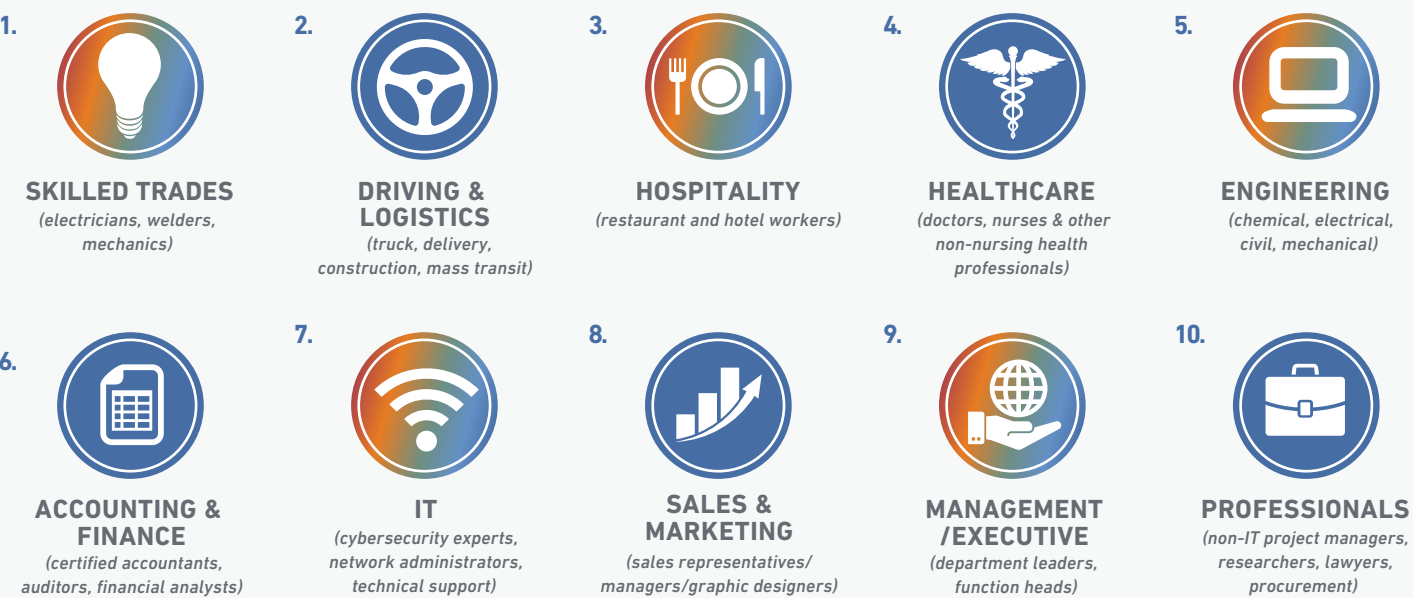 1.
SKILLED TRADES
(electricians, welders,
mechanics)
2.
DRIVING &
LOGISTICS
(truck, delivery,
construction, mass transit)
3.
HOSPITALITY
(restaurant and hotel workers)
4.
HEALTHCARE
(doctors, nurses & other
non-nursing health
professionals)
5.
ENGINEERING
(chemical, electrical,
civil, mechanical)
6.
ACCOUNTING &
FINANCE
(certified accountants,
auditors, financial analysts)
7.
IT
(cybersecurity experts,
network administrators,
technical support)
8.
SALES &
MARKETING
(sales representatives/
managers/graphic designers)
9.
MANAGEMENT
/EXECUTIVE
(department leaders,
function heads)
10.
PROFESSIONALS
(non-IT project managers,
researchers, lawyers,
procurement)